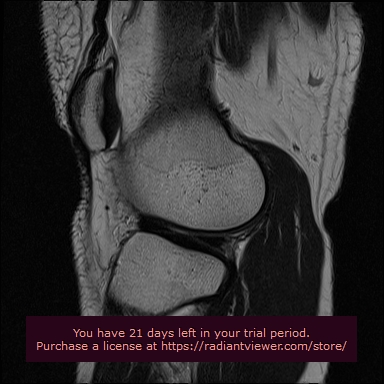 You have 21 days left in your trial period.
Purchase a license at https://radiantviewer.com/store/